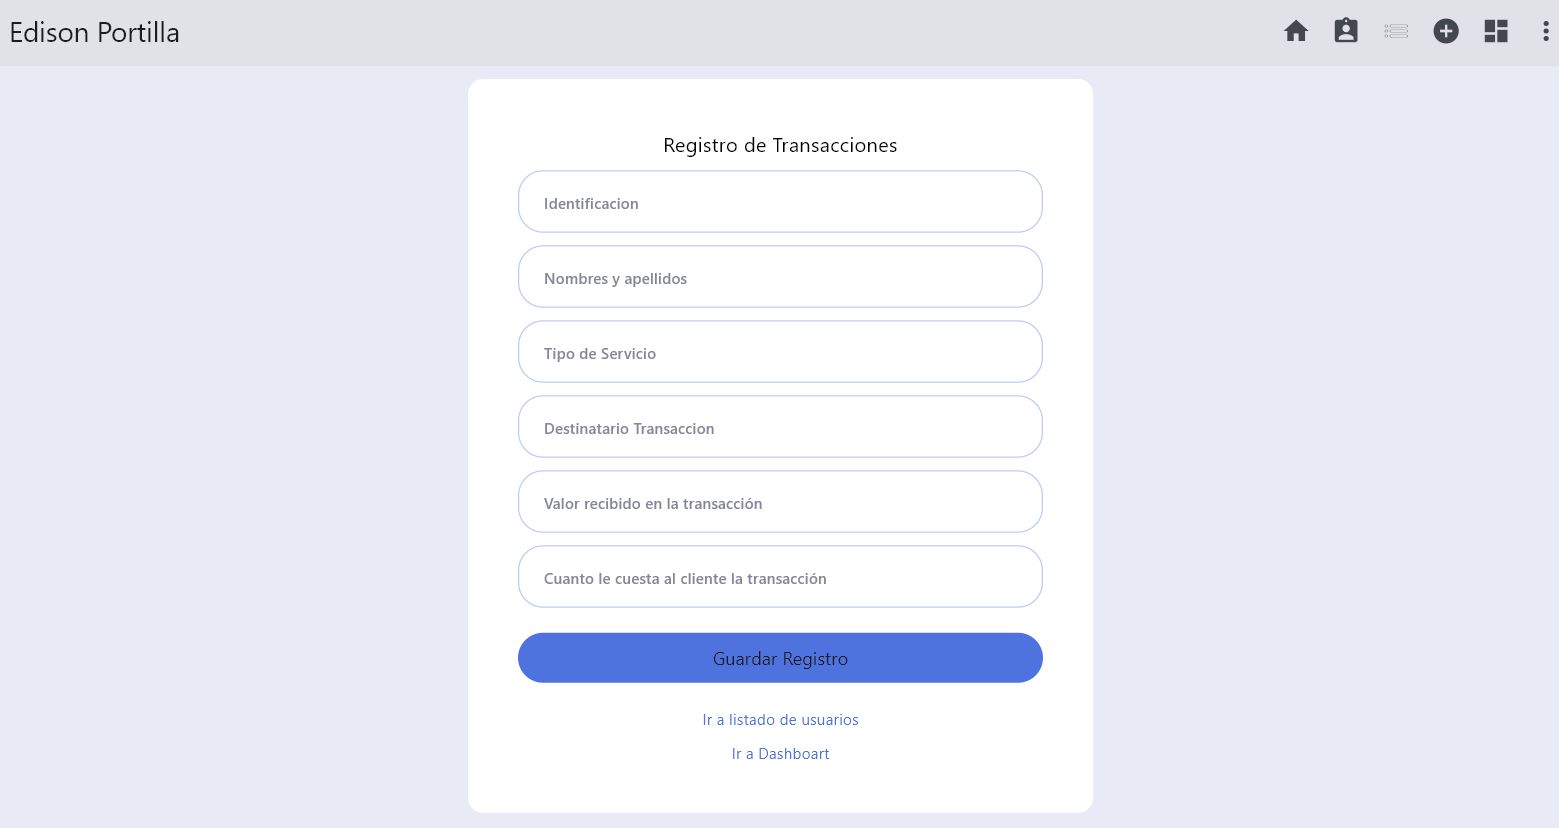 Edison Portilla
Registro de Transacciones
Identificacion
Nombres y apellidos
Tipo de Servicio
Destinatario Transaccion
Valor recibido en la transacción
Cuanto le cuesta al cliente la transacción
Guardar Registro
Ir a listado de usuarios
Ir a Dashboart